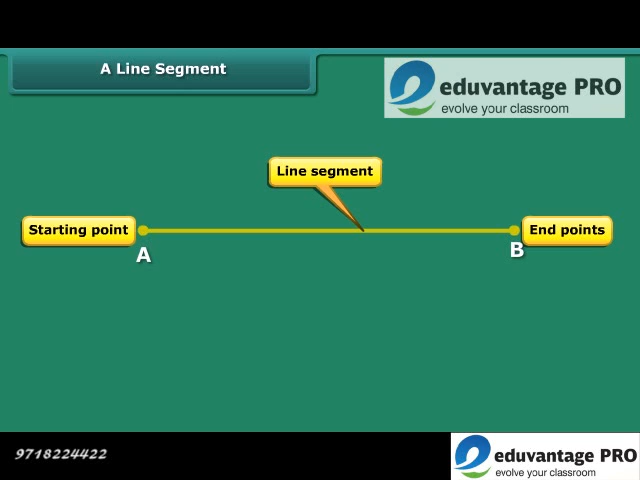 A Line Segment
eduvantage PRO
evolve your classroom
Line segment
Starting point
End points
A
B
9718224422
eduvantage PRO
evolve your classroom